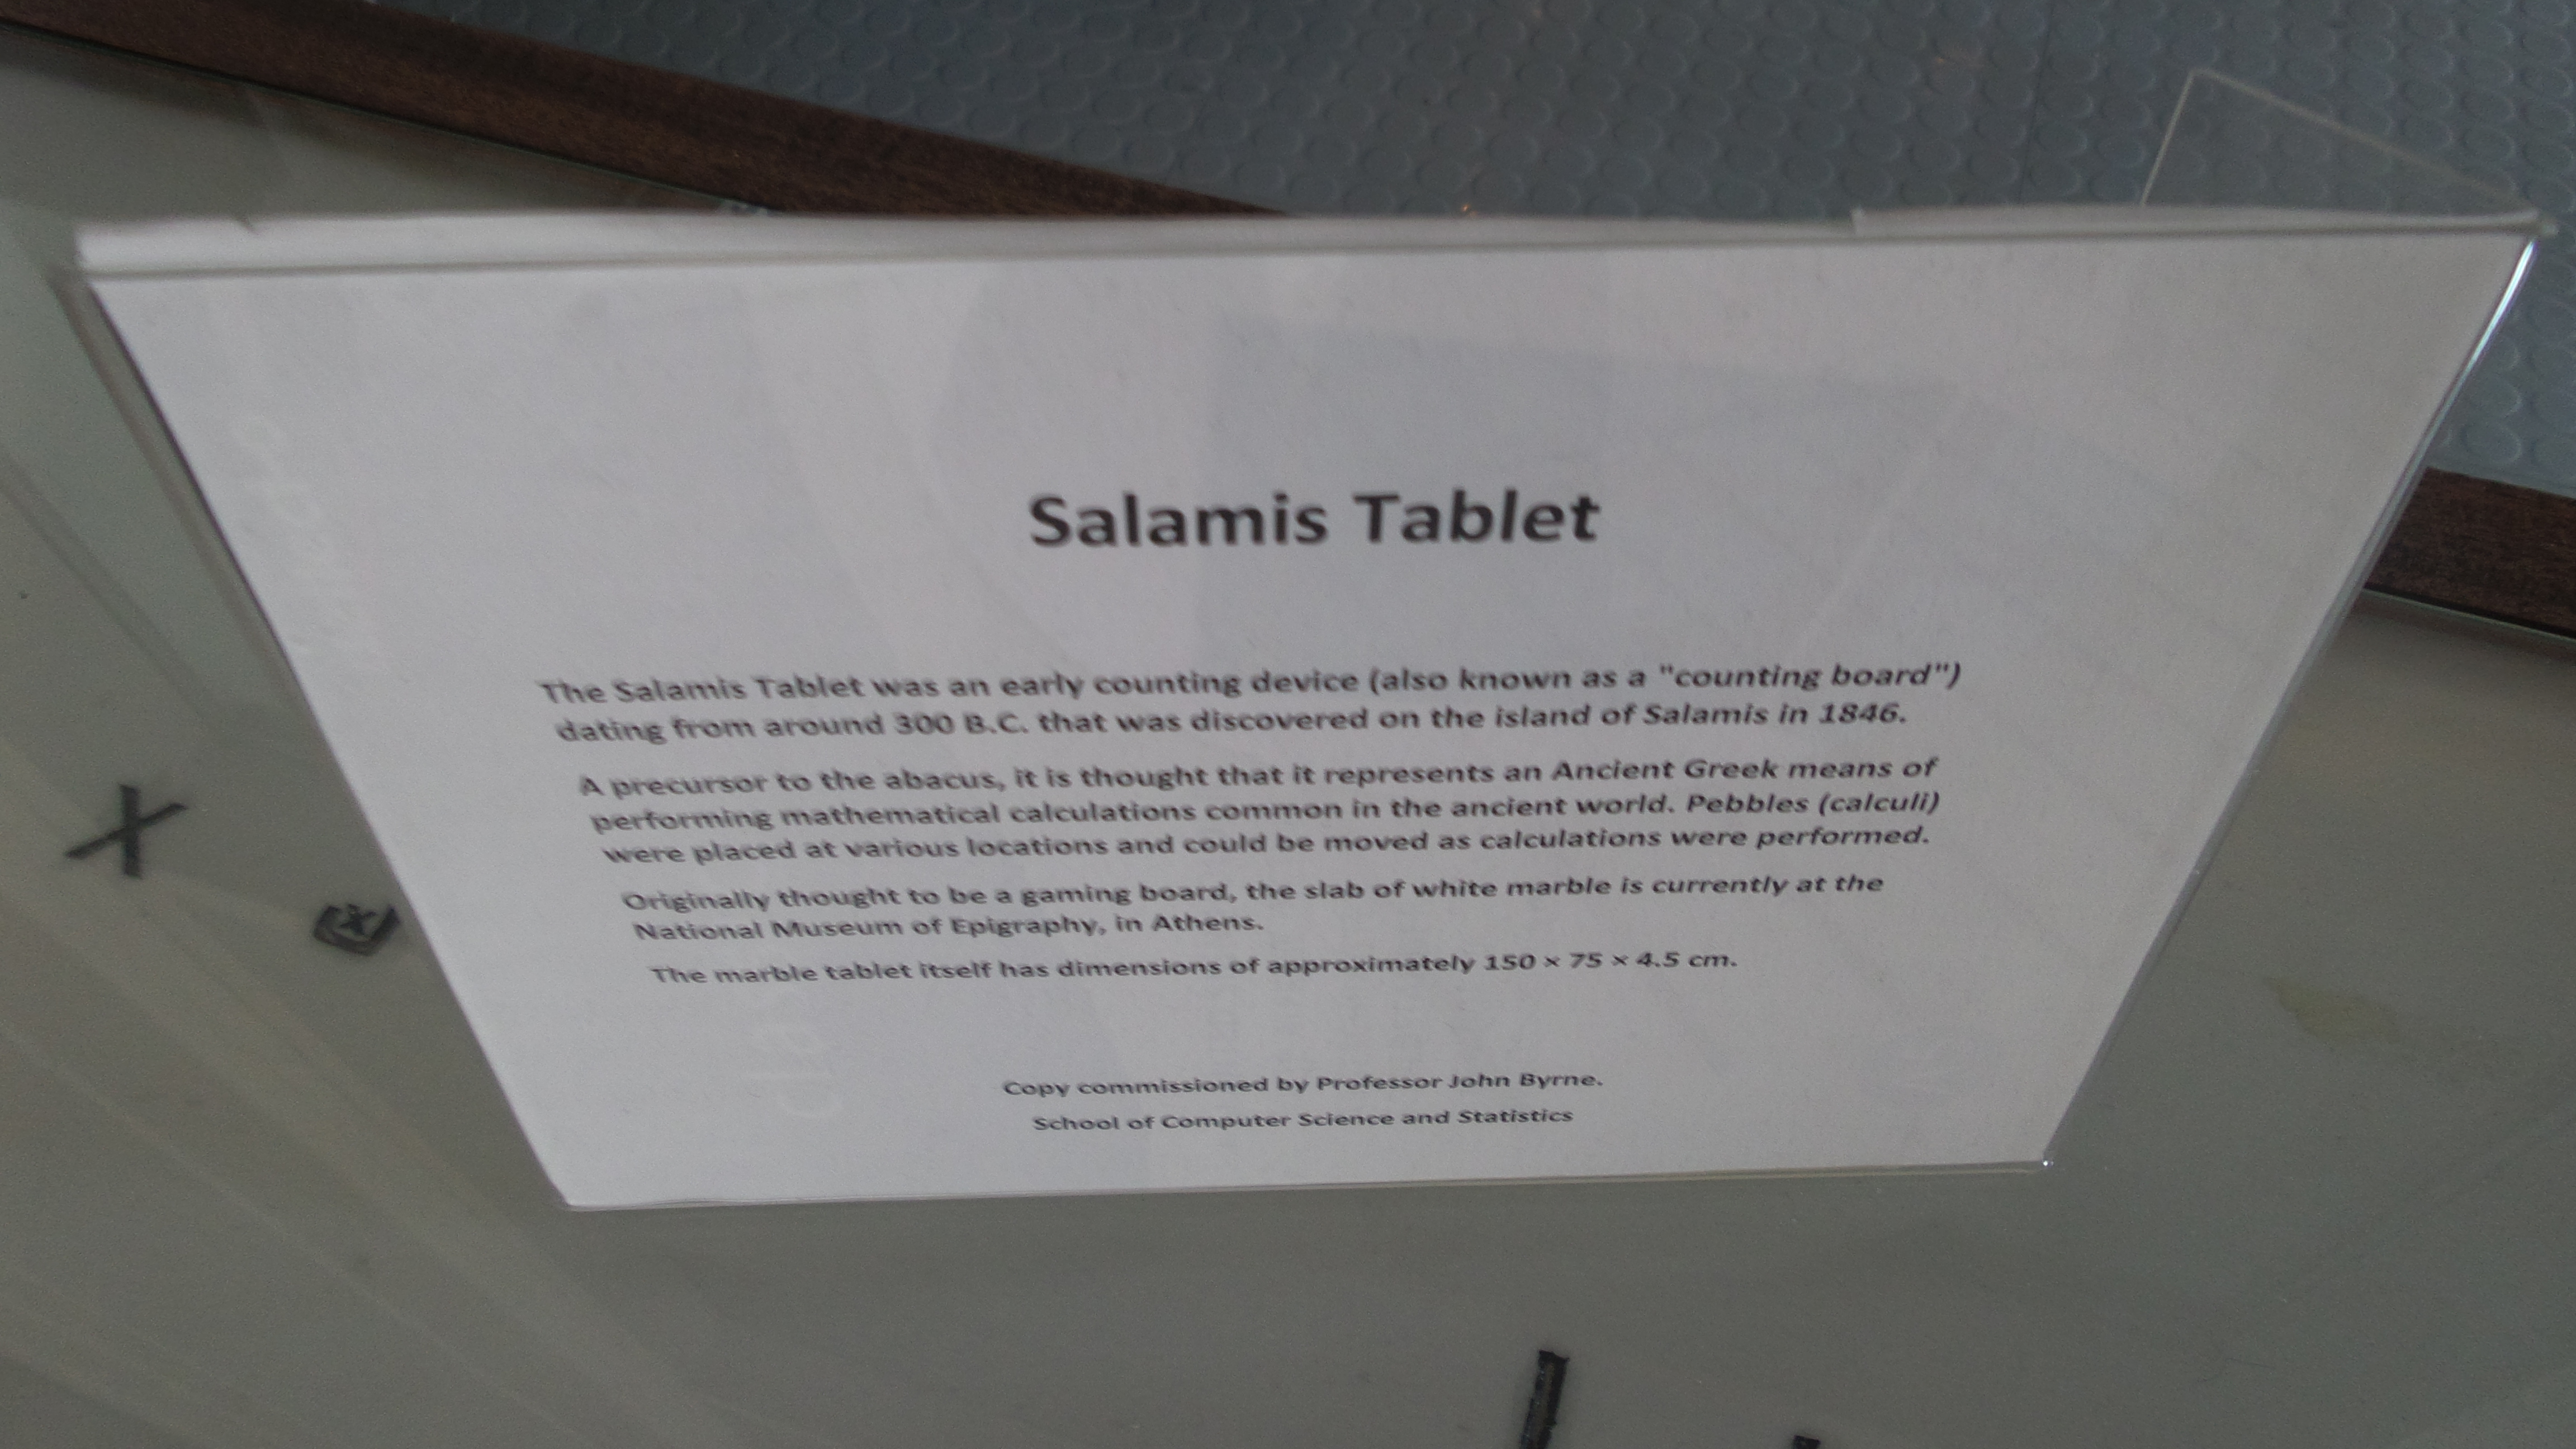 Salamis Tablet
The Salamis Tablet was an early counting device (also known as a "counting board")
dating from around 300 B.C. that was discovered on the island of Salamis in 1846.
A precursor to the abacus, it is thought that it represents an Ancient Greek means of
performing mathematical calculations common in the ancient world. Pebbles (calculi)
were placed at various locations and could be moved as calculations were performed.
Originally thought to be a gaming board, the slab of white marble is currently at the
National Museum of Epigraphy, in Athens.
The marble tablet itself has dimensions of approximately 150 × 75 × 4.5 cm.
Copy commissioned by Professor John Byrne.
School of Computer Science and Statistics